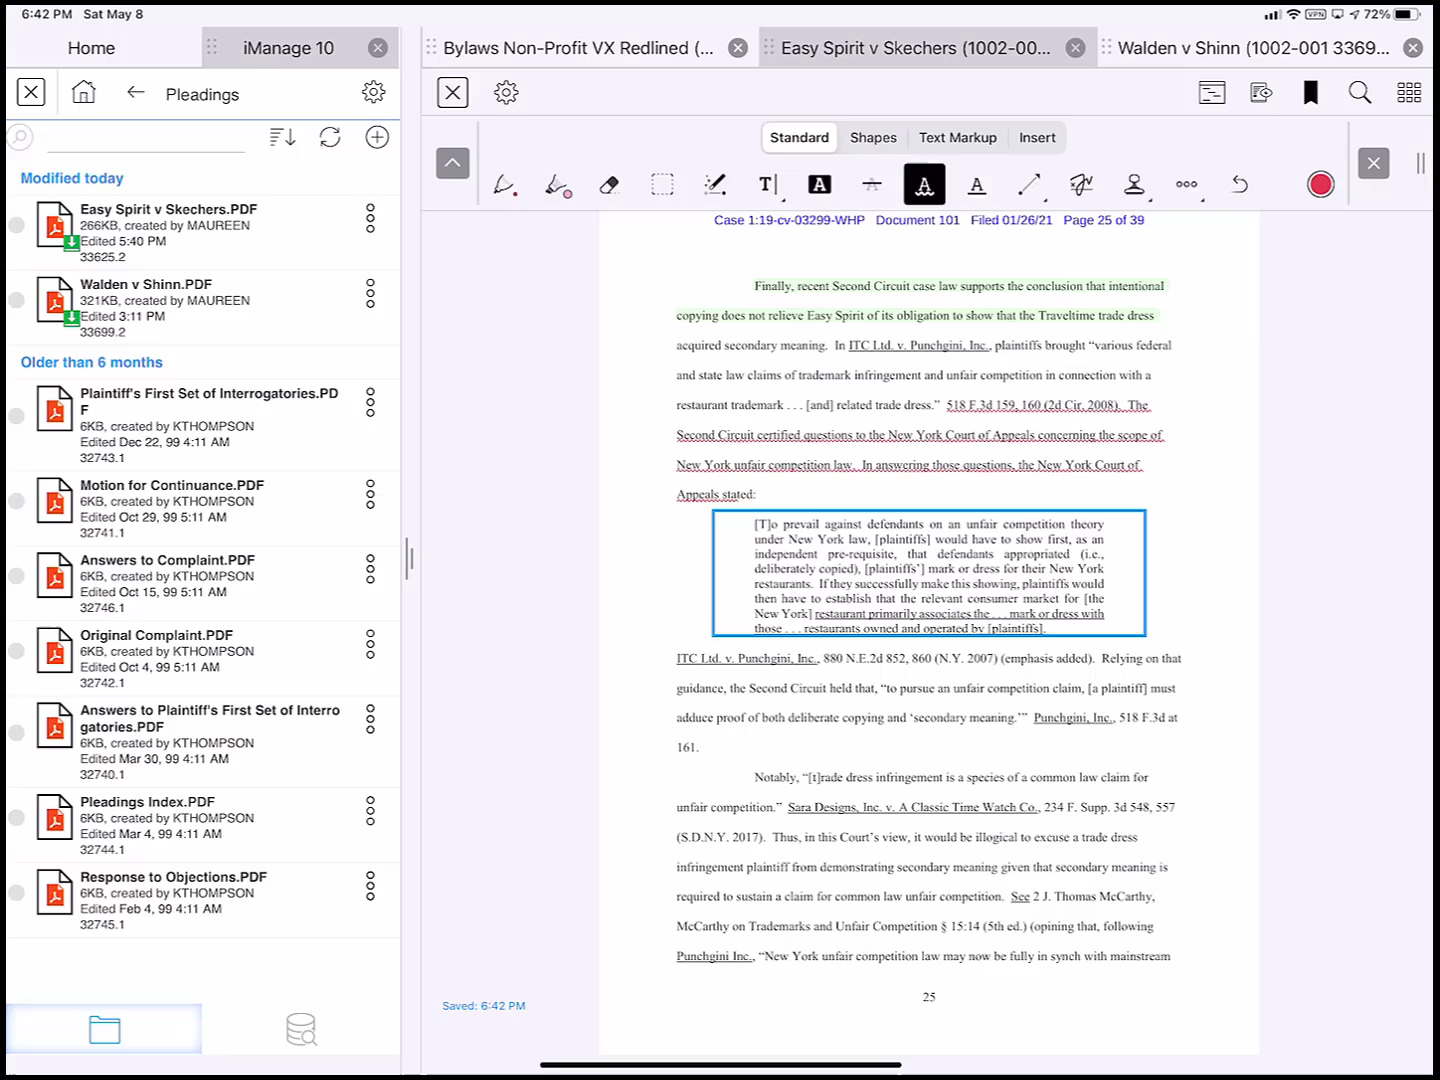 6:42 PM Sat May 8
VPN 72%
Home
iManage 10
Bylaws Non-Profit VX Redlined (...
Easy Spirit v Skechers (1002-00...
Walden v Shinn (1002-001 3369...
Pleadings
Standard
Shapes
Text Markup
Insert
Modified today
Easy Spirit v Skechers.PDF
266KB, created by MAUREEN
Edited 5:40 PM
33625.2
Walden v Shinn.PDF
321KB, created by MAUREEN
Edited 3:11 PM
33699.2
Older than 6 months
Plaintiff's First Set of Interrogatories.PD
F
6KB, created by KTHOMPSON
Edited Dec 22, 99 4:11 AM
32743.1
Motion for Continuance.PDF
6KB, created by KTHOMPSON
Edited Oct 29, 99 5:11 AM
32741.1
Answers to Complaint.PDF
6KB, created by KTHOMPSON
Edited Oct 15, 99 5:11 AM
32746.1
Original Complaint.PDF
6KB, created by KTHOMPSON
Edited Oct 4, 99 5:11 AM
32742.1
Answers to Plaintiff's First Set of Interro
gatories.PDF
6KB, created by KTHOMPSON
Edited Mar 30, 99 4:11 AM
32740.1
Pleadings Index.PDF
6KB, created by KTHOMPSON
Edited Mar 4, 99 4:11 AM
32744.1
Response to Objections.PDF
6KB, created by KTHOMPSON
Edited Feb 4, 99 4:11 AM
32745.1
T A A A A
Case 1:19-cv-03299-WHP Document 101 Filed 01/26/21 Page 25 of 39
Finally, recent Second Circuit case law supports the conclusion that intentional
copying does not relieve Easy Spirit of its obligation to show that the Traveltime trade dress
acquired secondary meaning. In ITC Ltd. v. Punchgini, Inc., plaintiffs brought “various federal
and state law claims of trademark infringement and unfair competition in connection with a
restaurant trademark . . . [and] related trade dress.” 518 F.3d 159, 160 (2d Cir. 2008). The
Second Circuit certified questions to the New York Court of Appeals concerning the scope of
New York unfair competition law. In answering those questions, the New York Court of
Appeals stated:
[T]o prevail against defendants on an unfair competition theory
under New York law, [plaintiffs] would have to show first, as an
independent pre-requisite, that defendants appropriated (i.e.,
deliberately copied), [plaintiffs’] mark or dress for their New York
restaurants. If they successfully make this showing, plaintiffs would
then have to establish that the relevant consumer market for [the
New York] restaurant primarily associates the . . . mark or dress with
those . . . restaurants owned and operated by [plaintiffs].
ITC Ltd. v. Punchgini, Inc., 880 N.E.2d 852, 860 (N.Y. 2007) (emphasis added). Relying on that
guidance, the Second Circuit held that, “to pursue an unfair competition claim, [a plaintiff] must
adduce proof of both deliberate copying and ‘secondary meaning.’” Punchgini, Inc., 518 F.3d at
161.
Notably, “[t]rade dress infringement is a species of a common law claim for
unfair competition.” Sara Designs, Inc. v. A Classic Time Watch Co., 234 F. Supp. 3d 548, 557
(S.D.N.Y. 2017). Thus, in this Court’s view, it would be illogical to excuse a trade dress
infringement plaintiff from demonstrating secondary meaning given that secondary meaning is
required to sustain a claim for common law unfair competition. See 2 J. Thomas McCarthy,
McCarthy on Trademarks and Unfair Competition § 15:14 (5th ed.) (opining that, following
Punchgini Inc., “New York unfair competition law may now be fully in synch with mainstream
25
Saved: 6:42 PM